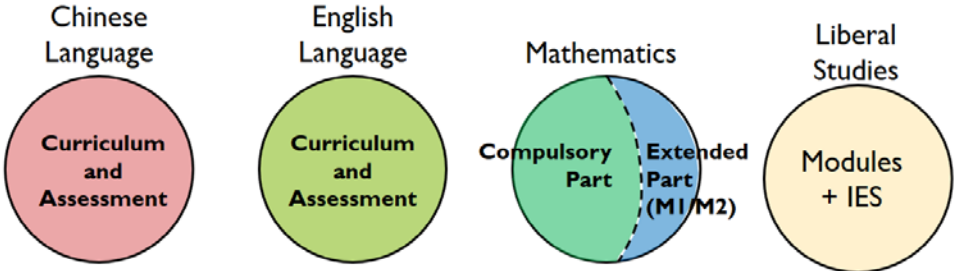 Chinese
Language
Curriculum
and
Assessment
English
Language
Curriculum
and
Assessment
Mathematics
Compulsory
Part
Extended
Part
(M1/M2)
Liberal
Studies
Modules
+ IES